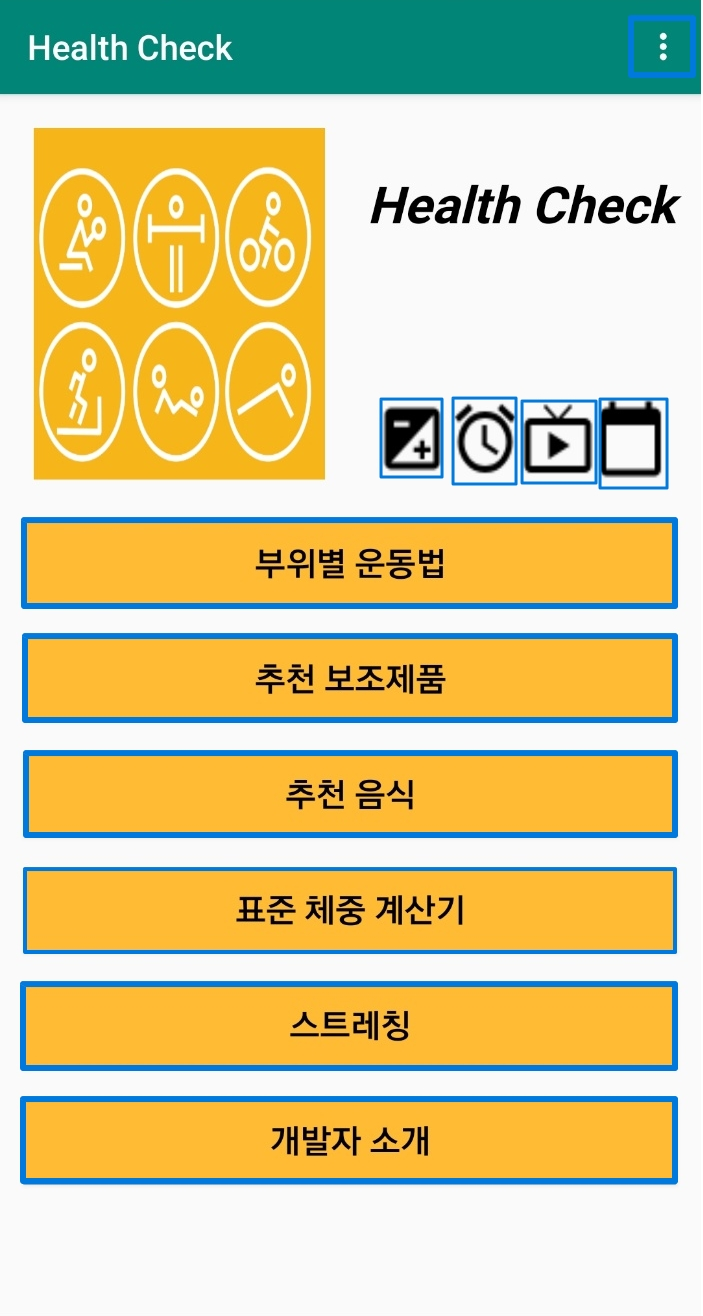 Health Check
Health Check
부위별 운동법
추천 보조제품
추천 음식
표준 체중 계산기
스트레칭
개발자 소개